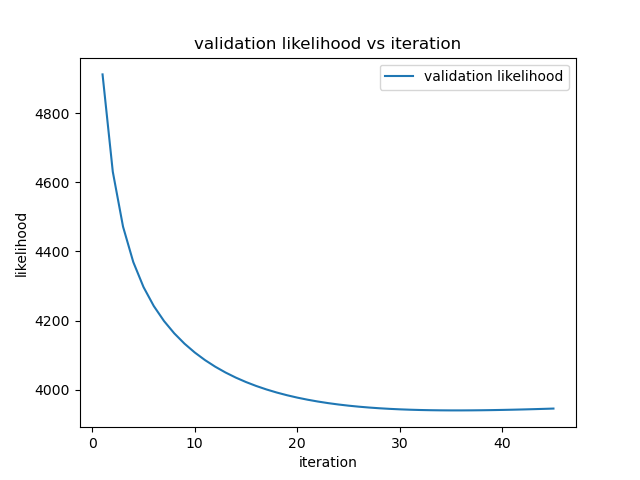 validation likelihood vs iteration
validation likelihood
4800
4600
4400
4200
4000
likelihood
0 10 20 30 40
iteration